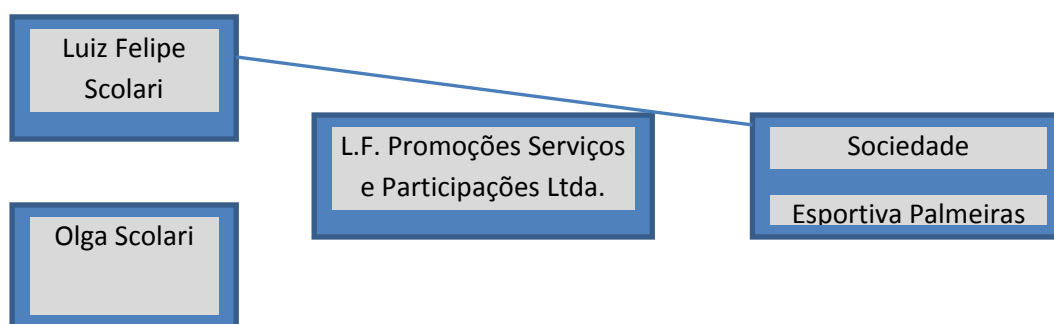 Luiz Felipe
Scolari
L.F. Promoções Serviços
e Participações Ltda.
Sociedade
Esportiva Palmeiras
Olga Scolari